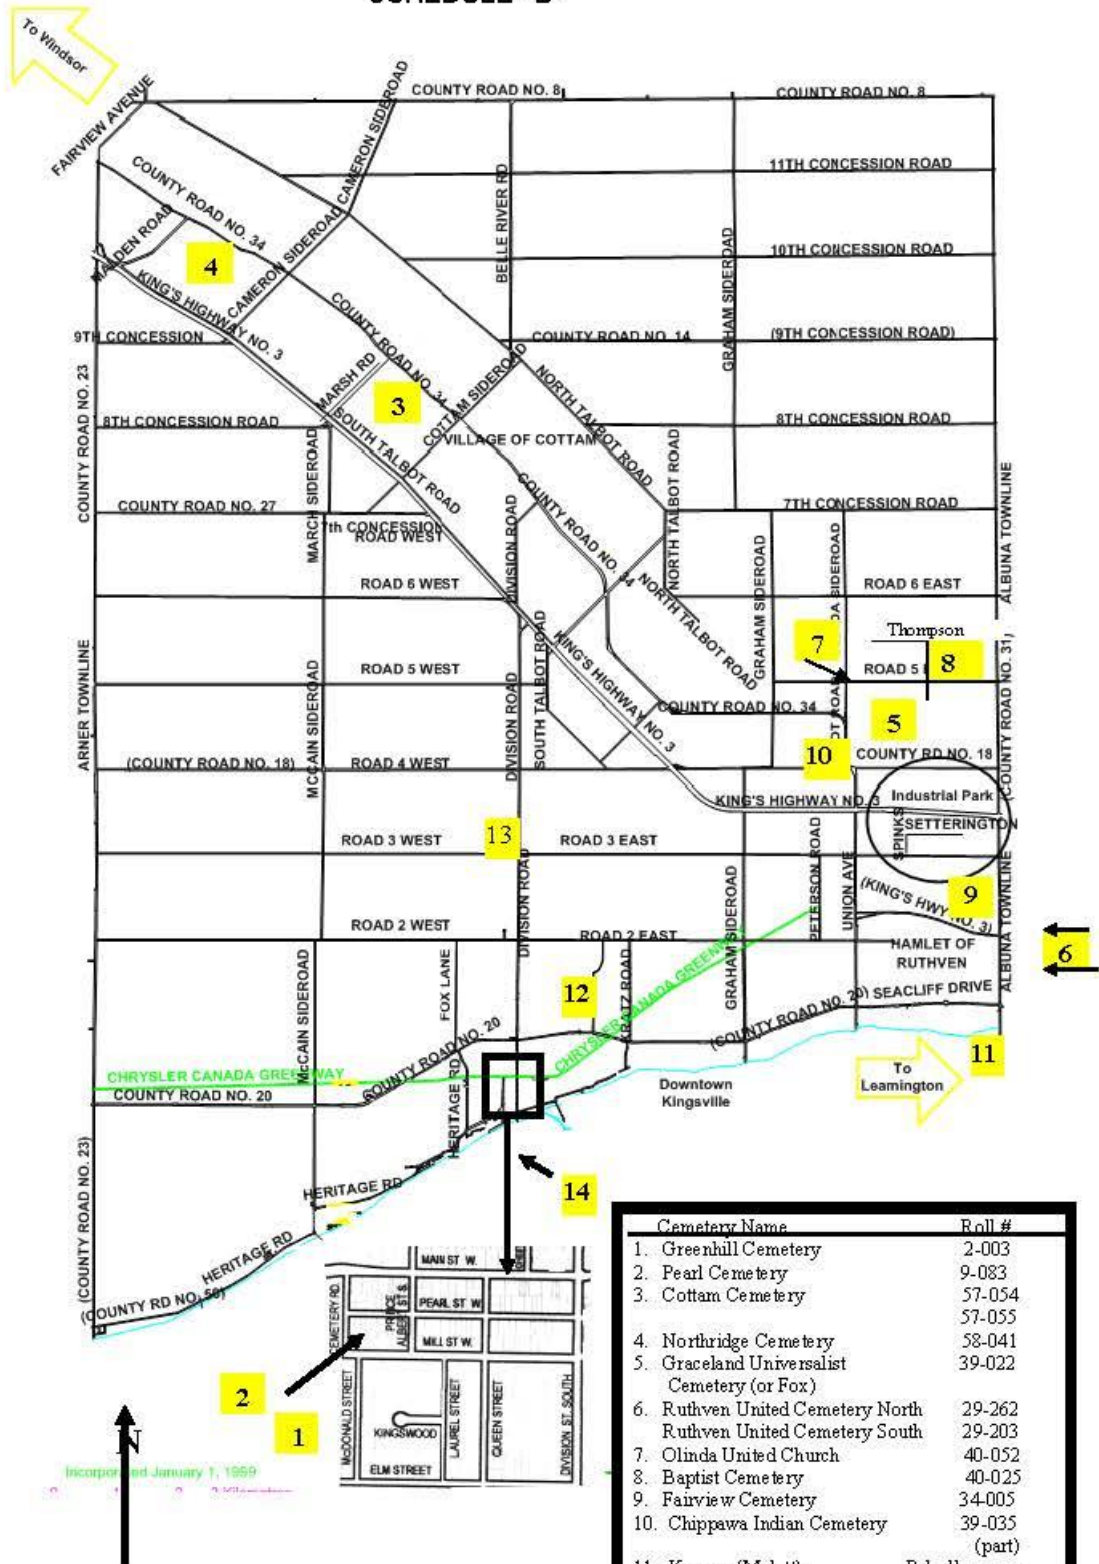 To Windsor
COUNTY ROAD NO. 8
COUNTY ROAD NO. 8
FAIRVIEW AVENUE
CAMERON SIDEROAD
11TH CONCESSION ROAD
COUNTY ROAD NO. 34
BELLE RIVER RD
MALDEN ROAD
4
CAMERON SIDEROAD
10TH CONCESSION ROAD
GRAHAM SIDEROAD
KING'S HIGHWAY NO. 3
COUNTY ROAD NO. 34
9TH CONCESSION
COUNTY ROAD NO. 14
(9TH CONCESSION ROAD)
COUNTY ROAD NO. 23
MARSH RD
3
COTTAM SIDEROAD
NORTH TALBOT ROAD
8TH CONCESSION ROAD
SOUTH TALBOT ROAD
VILLAGE OF COTTAM
8TH CONCESSION ROAD
MARCH SIDEROAD
COUNTY ROAD NO. 27
7th CONCESSION
ROAD WEST
DIVISION ROAD
COUNTY ROAD NO. 34
NORTH TALBOT ROAD
7TH CONCESSION ROAD
ALBUNA TOWNLINE
ROAD 6 WEST
NORTH TALBOT ROAD
GRAHAM SIDEROAD
DA SIDEROAD
ROAD 6 EAST
Thompson
7
8
ARNER TOWNLINE
MCCAIN SIDEROAD
ROAD 5 WEST
DIVISION ROAD
SOUTH TALBOT ROAD
KING'S HIGHWAY NO. 3
ROAD 5
COUNTY ROAD NO. 34
OT ROA
5
(COUNTY ROAD NO. 31)
10
(COUNTY ROAD NO. 18)
ROAD 4 WEST
COUNTY RD NO. 18
KING'S HIGHWAY NO. 3
Industrial Park
SPINKS
SETTERINGTON
13
ROAD 3 WEST
ROAD 3 EAST
DIVISION ROAD
GRAHAM SIDEROAD
PETERSON ROAD
UNION AVE
(KING'S HWY NO. 3)
9
ALBUNA TOWNLINE
ROAD 2 WEST
ROAD 2 EAST
HAMLET OF
RUTHVEN
6
McCAIN SIDEROAD
FOX LANE
12
KRATZ ROAD
CHRYSLER CANADA GREENWAY
(COUNTY ROAD NO. 20) SEACLIFF DRIVE
COUNTY ROAD NO. 20
CHRYSLER CANADA GREENWAY
COUNTY ROAD NO. 20
HERITAGE RD
Downtown
Kingsville
To
Leamington
11
14
(COUNTY ROAD NO. 23)
HERITAGE RD
HERITAGE RD
(COUNTY RD NO. 50)
MAIN ST W.
CEMETERY RD.
PRINCE
ALBERT ST S.
PEARL ST W.
MILL ST W.
2
1
McDONALD STREET
KINGSWOOD
LAUREL STREET
QUEEN STREET
DIVISION ST. SOUTH
ELM STREET
N
Incorporated January 1, 1999
Cemetery Name Roll #
1. Greenhill Cemetery 2-003
2. Pearl Cemetery 9-083
3. Cottam Cemetery 57-054
57-055
4. Northridge Cemetery 58-041
5. Graceland Universalist 39-022
Cemetery (or Fox)
6. Ruthven United Cemetery North 29-262
Ruthven United Cemetery South 29-203
7. Olinda United Church 40-052
8. Baptist Cemetery 40-025
9. Fairview Cemetery 34-005
10. Chippawa Indian Cemetery 39-035
(part)